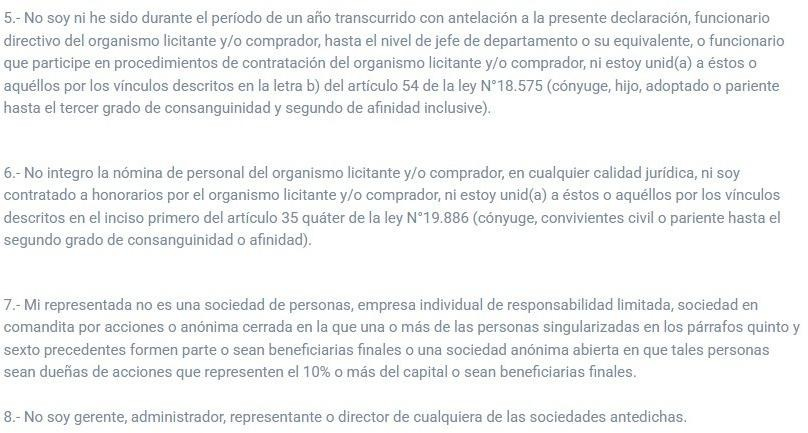 5.- No soy ni he sido durante el período de un año transcurrido con antelación a la presente declaración, funcionario
directivo del organismo licitante y/o comprador, hasta el nivel de jefe de departamento o su equivalente, o funcionario
que participe en procedimientos de contratación del organismo licitante y/o comprador, ni estoy unid(a) a éstos o
aquéllos por los vínculos descritos en la letra b) del artículo 54 de la ley N°18.575 (cónyuge, hijo, adoptado o pariente
hasta el tercer grado de consanguinidad y segundo de afinidad inclusive).
6.- No integro la nómina de personal del organismo licitante y/o comprador, en cualquier calidad jurídica, ni soy
contratado a honorarios por el organismo licitante y/o comprador, ni estoy unid(a) a éstos o aquéllos por los vínculos
descritos en el inciso primero del artículo 35 quáter de la ley N°19.886 (cónyuge, convivientes civil o pariente hasta el
segundo grado de consanguinidad o afinidad).
7.- Mi representada no es una sociedad de personas, empresa individual de responsabilidad limitada, sociedad en
comandita por acciones o anónima cerrada en la que una o más de las personas singularizadas en los párrafos quinto y
sexto precedentes formen parte o sean beneficiarias finales o una sociedad anónima abierta en que tales personas
sean dueñas de acciones que representen el 10% o más del capital o sean beneficiarias finales.
8.- No soy gerente, administrador, representante o director de cualquiera de las sociedades antedichas.